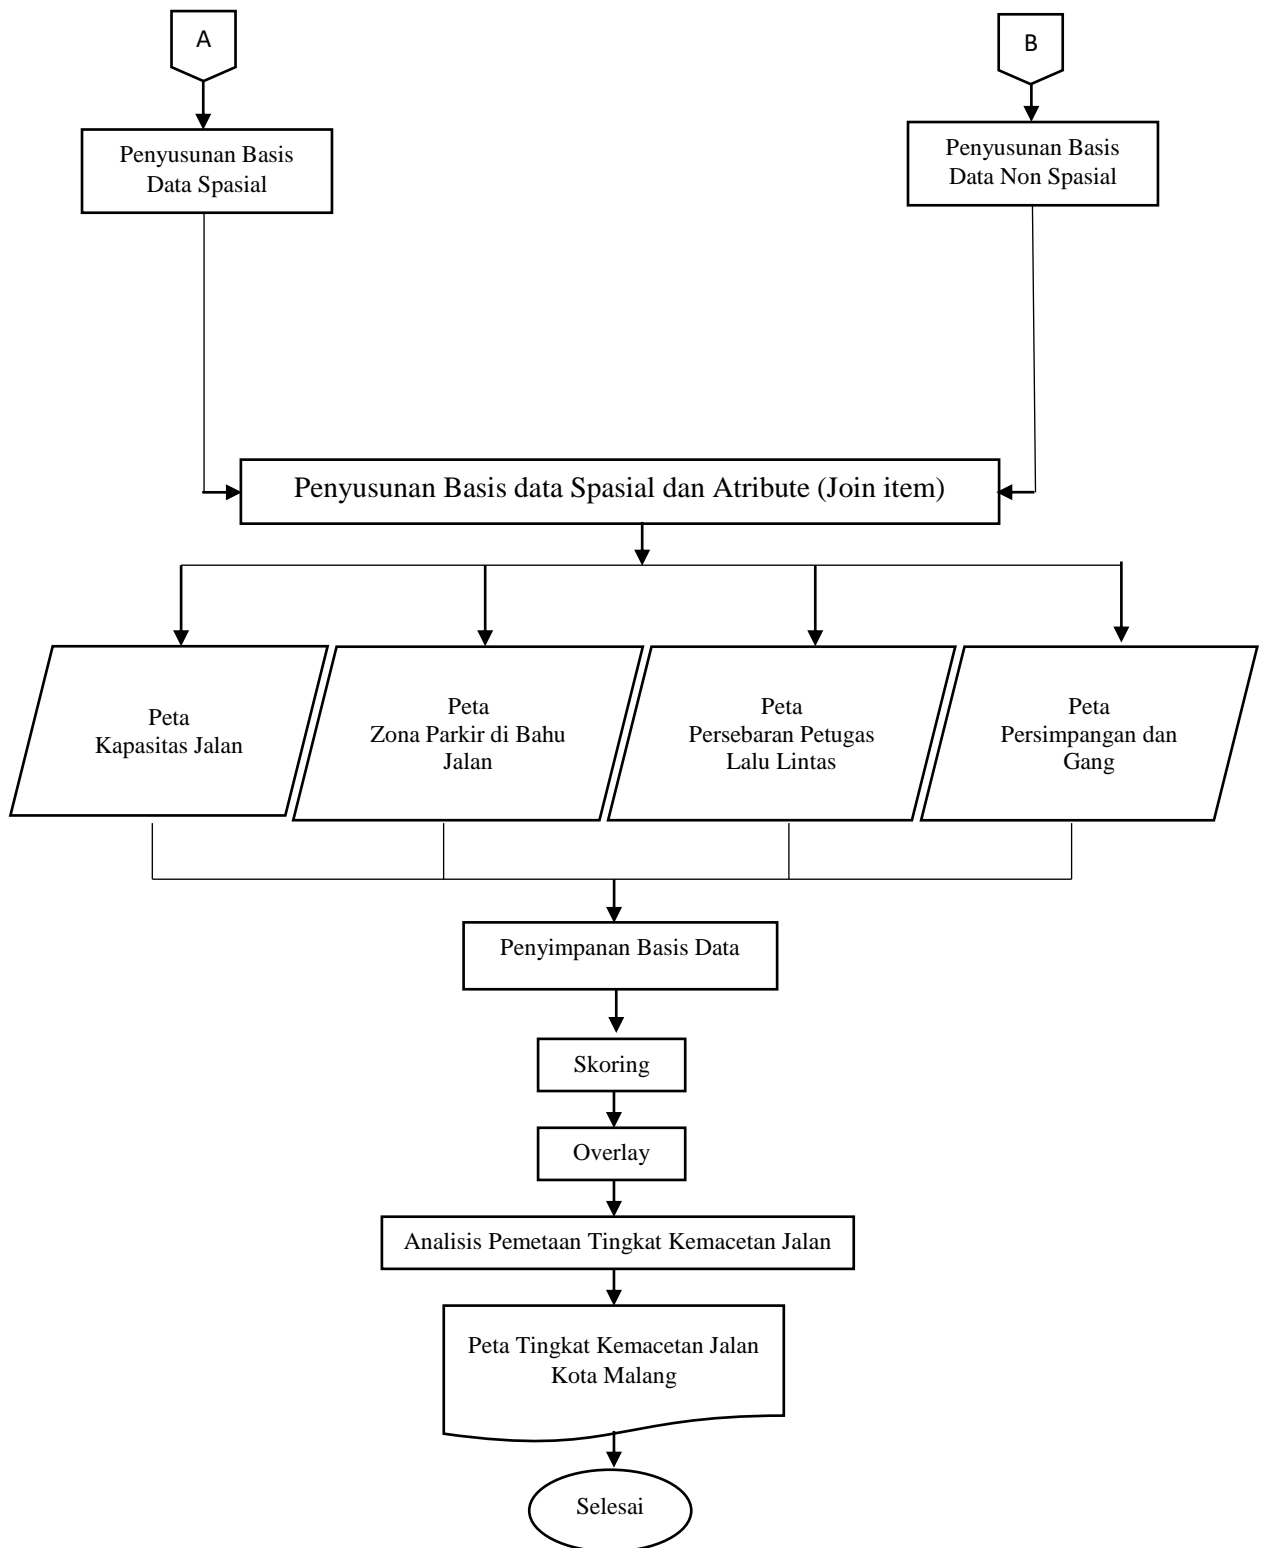 A
B
Penyusunan Basis
Data Spasial
Penyusunan Basis
Data Non Spasial
Penyusunan Basis data Spasial dan Atribute (Join item)
Peta
Kapasitas Jalan
Peta
Zona Parkir di Bahu
Jalan
Peta
Persebaran Petugas
Lalu Lintas
Peta
Persimpangan dan
Gang
Penyimpanan Basis Data
Skoring
Overlay
Analisis Pemetaan Tingkat Kemacetan Jalan
Peta Tingkat Kemacetan Jalan
Kota Malang
Selesai